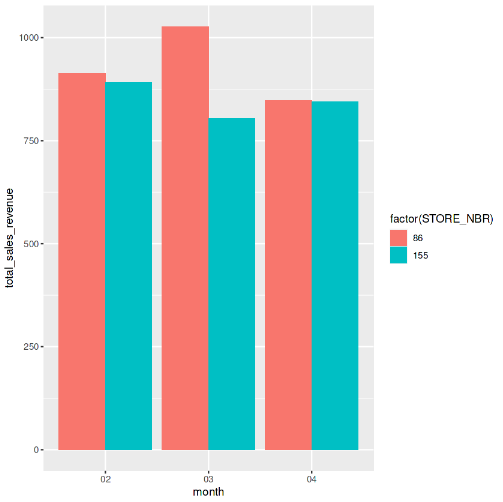 total_sales_revenue
1000
750
500
250
0
02 03 04
month
factor(STORE_NBR)
86
155